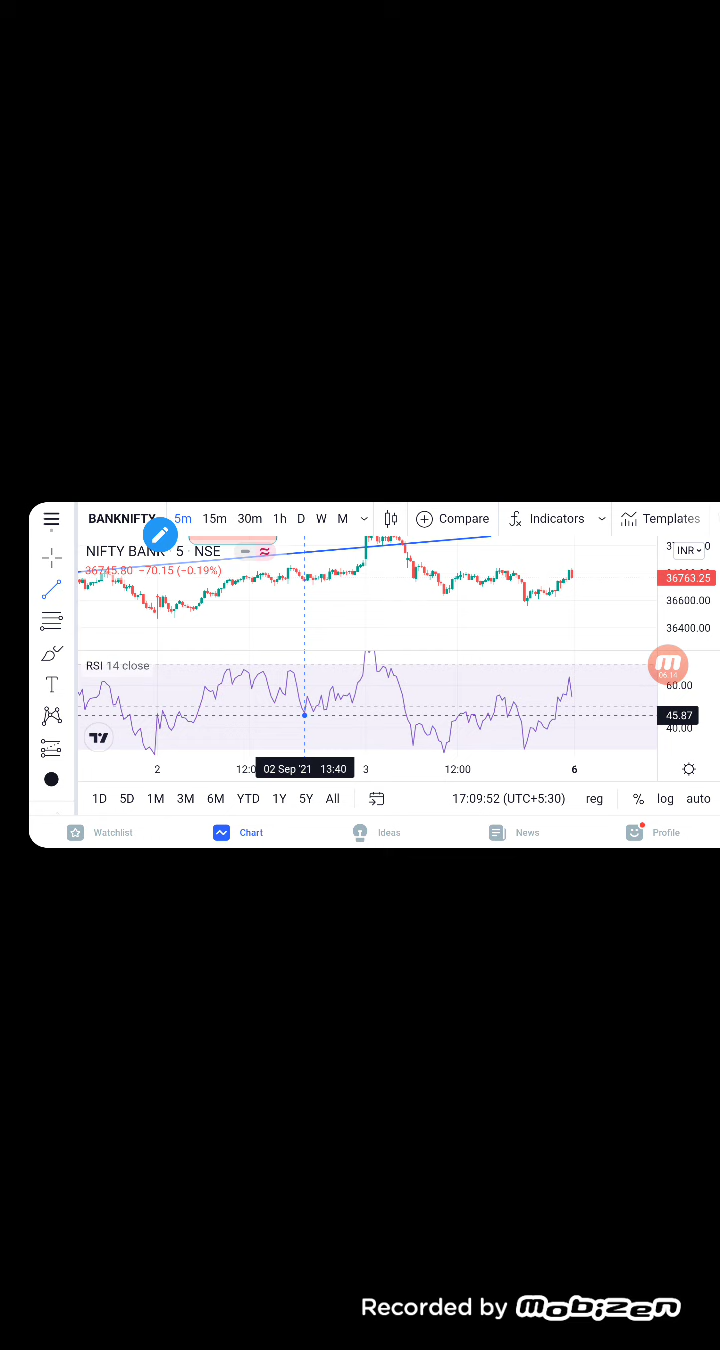 BANKNIFTY 5m 15m 30m 1h D W M Compare Indicators Templates
NIFTY BANK 5 NSE
INR
36745.80 −70.15 (−0.19%)
36763.25
36600.00
36400.00
RSI 14 close
06:14
60.00
45.87
40.00
2 12:0 02 Sep '21 13:40 3 12:00 6
1D 5D 1M 3M 6M YTD 1Y 5Y All 17:09:52 (UTC+5:30) reg % log auto
Watchlist Chart Ideas News Profile
Recorded by mobizen